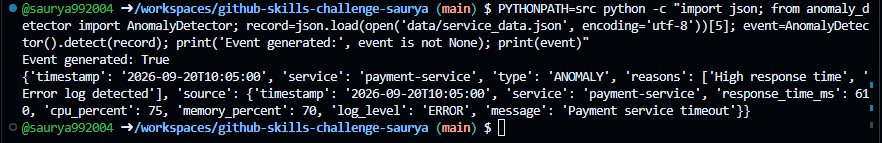 @saurya992004 ➜/workspaces/github-skills-challenge-saurya (main) $ PYTHONPATH=src python -c "import json; from anomaly_d
etector import AnomalyDetector; record=json.load(open('data/service_data.json', encoding='utf-8'))[5]; event=AnomalyDetec
tor().detect(record); print('Event generated:', event is not None); print(event)"
Event generated: True
{'timestamp': '2026-09-20T10:05:00', 'service': 'payment-service', 'type': 'ANOMALY', 'reasons': ['High response time', '
Error log detected'], 'source': {'timestamp': '2026-09-20T10:05:00', 'service': 'payment-service', 'response_time_ms': 61
0, 'cpu_percent': 75, 'memory_percent': 70, 'log_level': 'ERROR', 'message': 'Payment service timeout'}}
@saurya992004 ➜/workspaces/github-skills-challenge-saurya (main) $